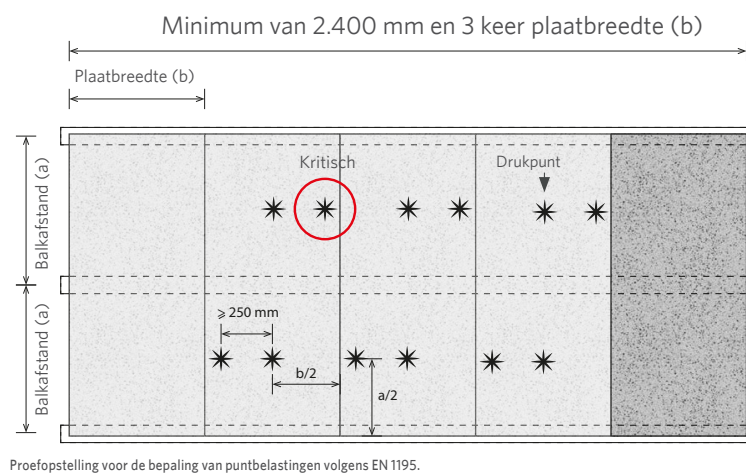 Minimum van 2.400 mm en 3 keer plaatbreedte (b)
Plaatbreedte (b)
Balkafstand (a)
Kritisch
Drukpunt
Balkafstand (a)
⩾ 250 mm
b/2
a/2
Proefopstelling voor de bepaling van puntbelastingen volgens EN 1195.